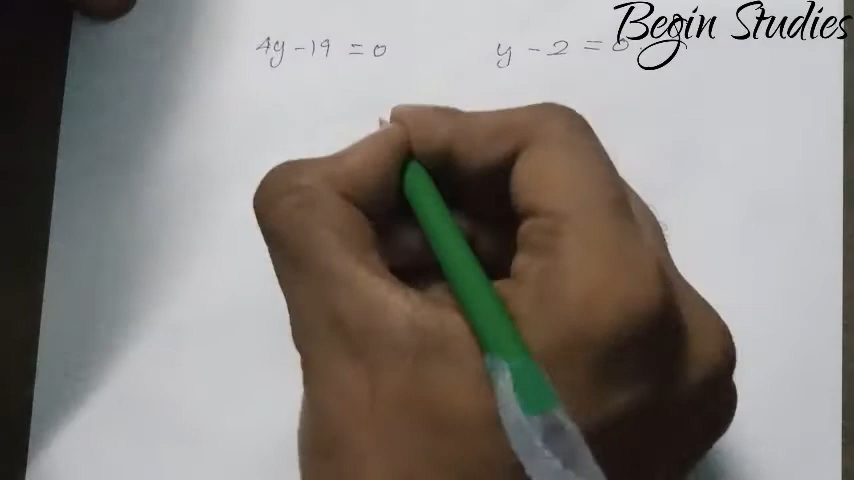 Begin Studies
4y - 19 = 0 y - 2 = 0